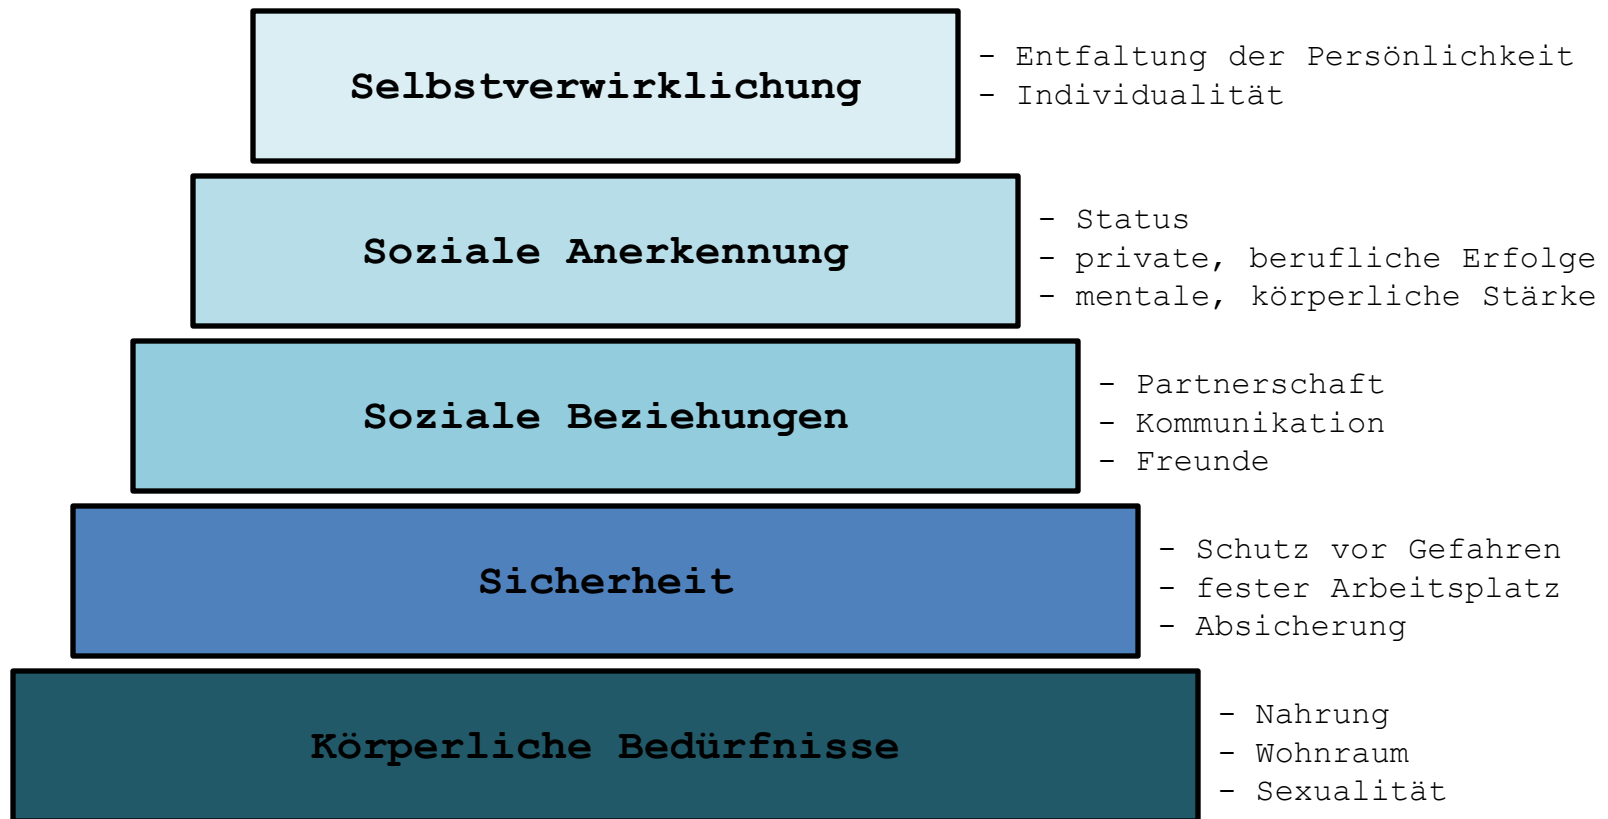 Selbstverwirklichung
- Entfaltung der Persönlichkeit
- Individualität
Soziale Anerkennung
- Status
- private, berufliche Erfolge
- mentale, körperliche Stärke
Soziale Beziehungen
- Partnerschaft
- Kommunikation
- Freunde
Sicherheit
- Schutz vor Gefahren
- fester Arbeitsplatz
- Absicherung
Körperliche Bedürfnisse
- Nahrung
- Wohnraum
- Sexualität